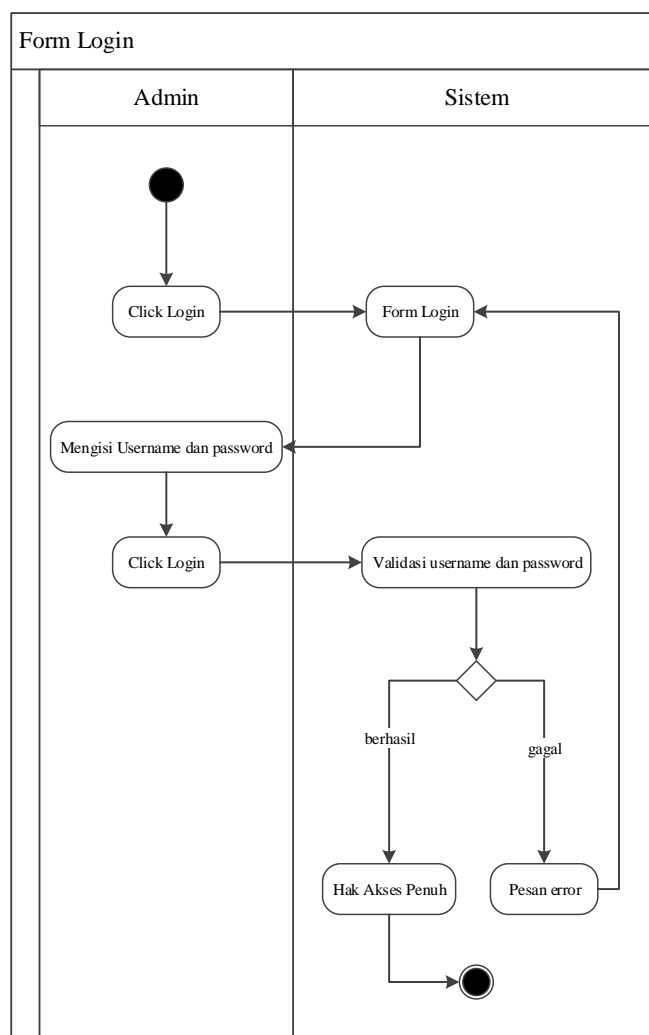 Form Login
Admin
Sistem
Click Login
Form Login
Mengisi Username dan password
Click Login
Validasi username dan password
berhasil
gagal
Hak Akses Penuh
Pesan error